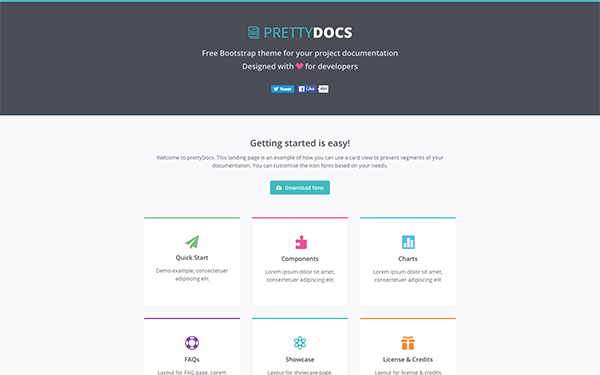 PRETTYDOCS
Free Bootstrap theme for your project documentation
Designed with for developers
Tweet Like 484
Getting started is easy!
Welcome to prettyDocs. This landing page is an example of how you can use a card view to present segments of your
documentation. You can customise the icon fonts based on your needs.
Download Now
Quick Start
Demo example, consectetuer
adipiscing elit
Components
Lorem ipsum dolor sit amet,
consectetuer adipiscing elit
Charts
Lorem ipsum dolor sit amet,
consectetuer adipiscing elit
FAQs
Layout for FAQ page. Lorem
Showcase
Layout for showcase page.
License & Credits
Layout for license & credits